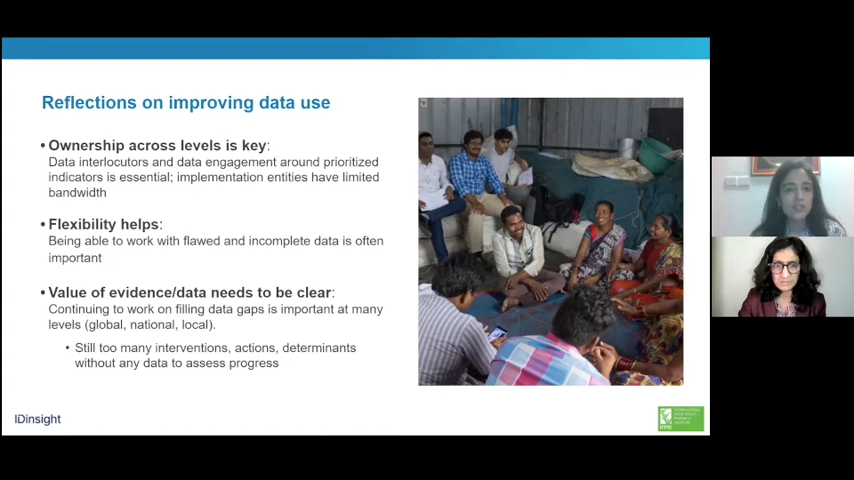 Reflections on improving data use
• Ownership across levels is key:
Data interlocutors and data engagement around prioritized
indicators is essential; implementation entities have limited
bandwidth
• Flexibility helps:
Being able to work with flawed and incomplete data is often
important
• Value of evidence/data needs to be clear:
Continuing to work on filling data gaps is important at many
levels (global, national, local).
• Still too many interventions, actions, determinants
without any data to assess progress
IDinsight
IFPRI